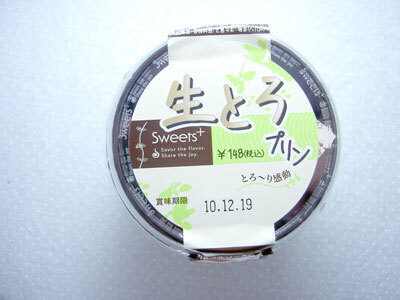 生とろ
プリン
Sweets+
Savor the flavor.
Share the joy.
¥148(税込)
とろ〜り感動
賞味期限
10.12.19